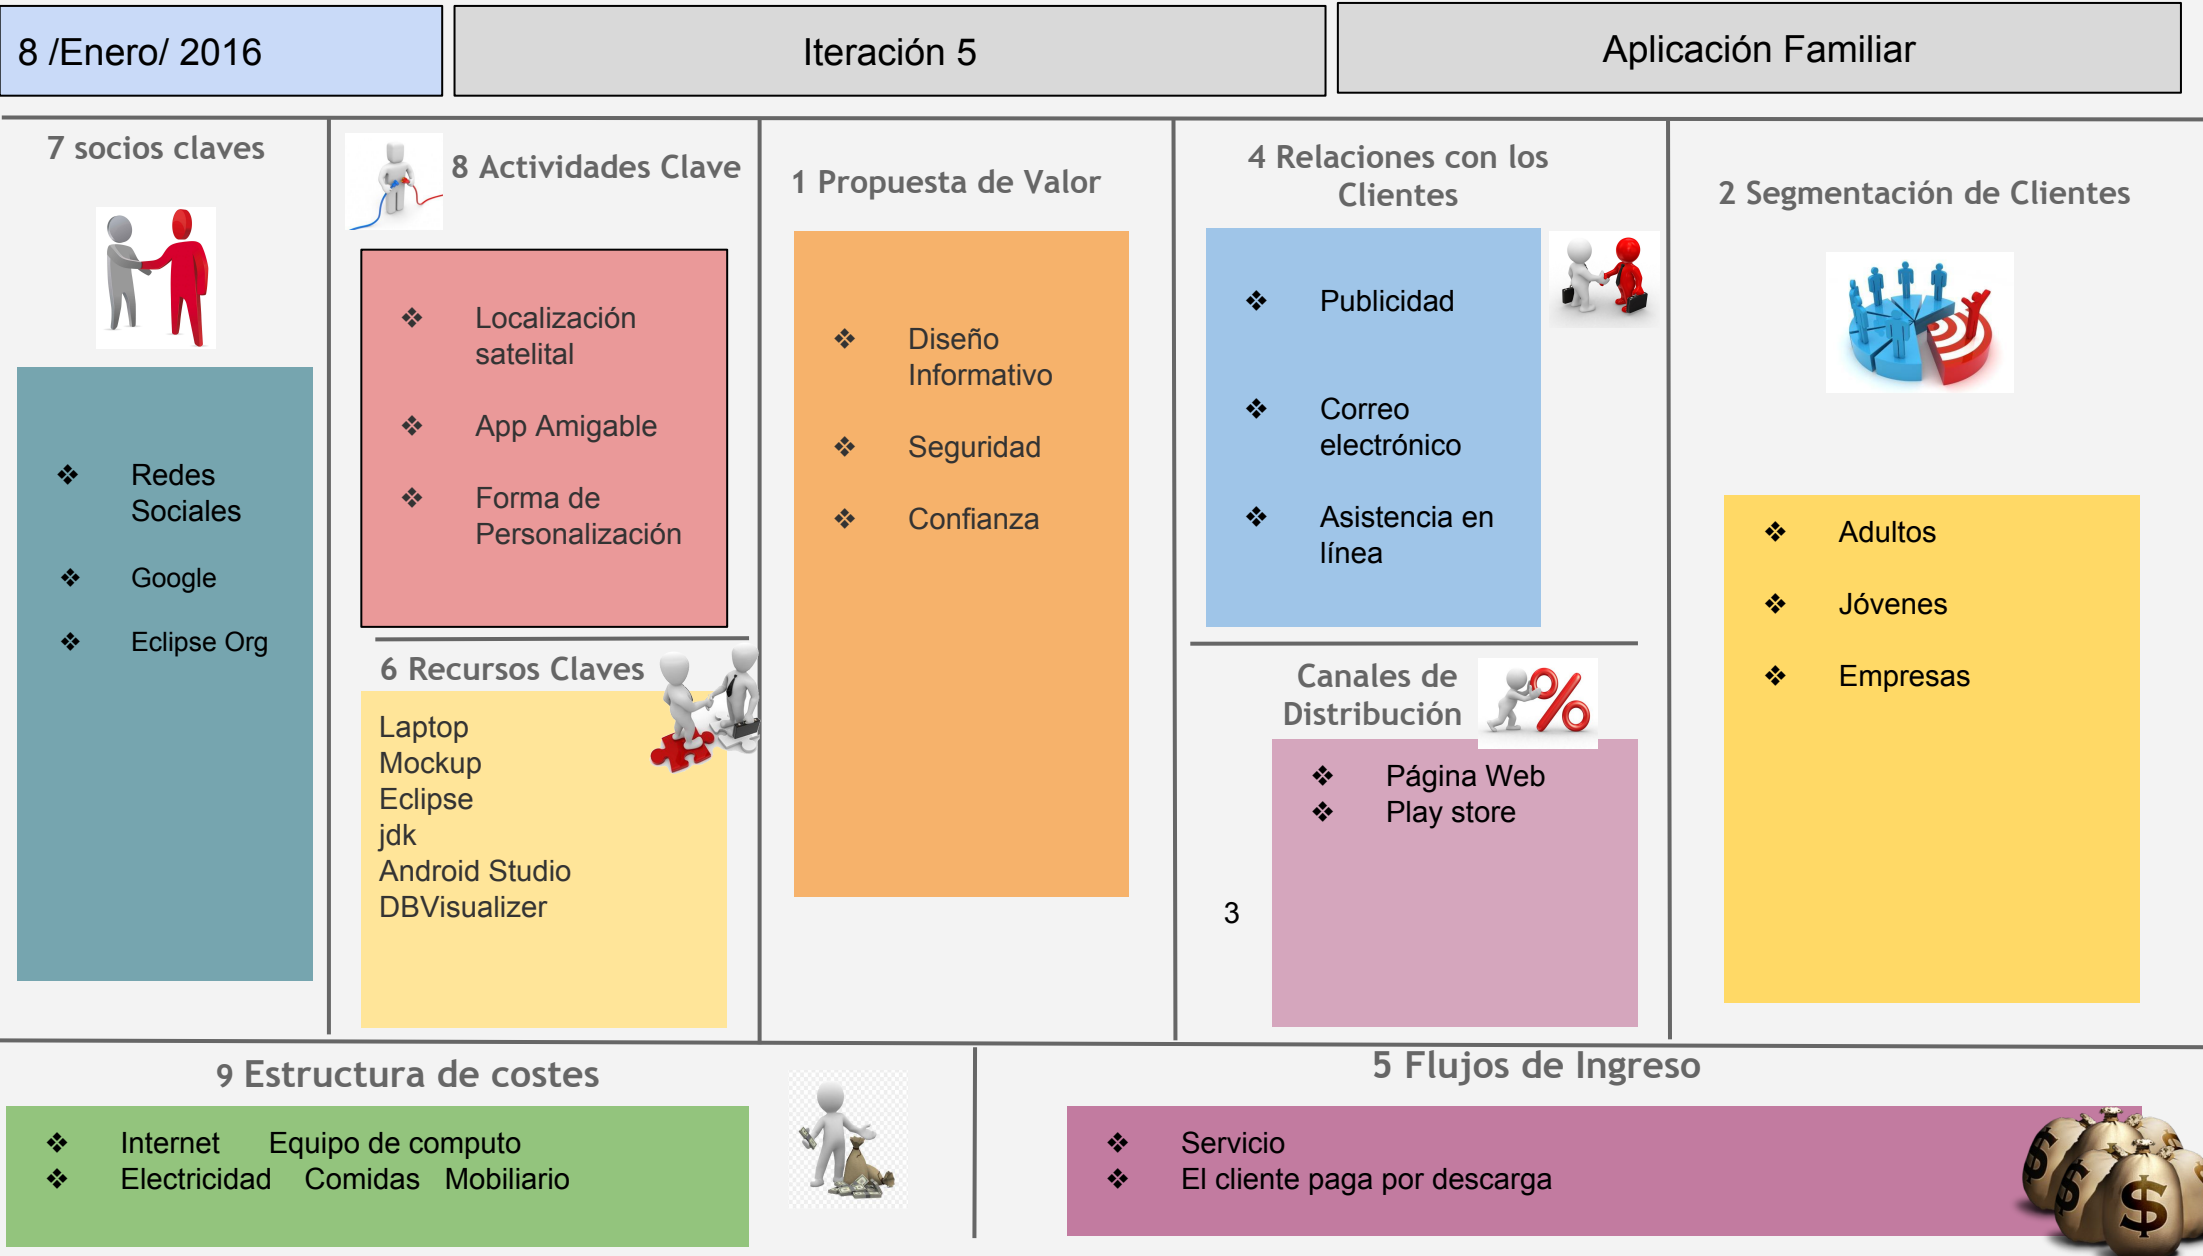 8 /Enero/ 2016
Iteración 5
Aplicación Familiar
7 socios claves
❖ Redes
Sociales
❖ Google
❖ Eclipse Org
8 Actividades Clave
❖ Localización
satelital
❖ App Amigable
❖ Forma de
Personalización
6 Recursos Claves
Laptop
Mockup
Eclipse
jdk
Android Studio
DBVisualizer
1 Propuesta de Valor
❖ Diseño
Informativo
❖ Seguridad
❖ Confianza
4 Relaciones con los
Clientes
❖ Publicidad
❖ Correo
electrónico
❖ Asistencia en
línea
Canales de
Distribución
❖ Página Web
❖ Play store
3
2 Segmentación de Clientes
❖ Adultos
❖ Jóvenes
❖ Empresas
9 Estructura de costes
❖ Internet Equipo de computo
❖ Electricidad Comidas Mobiliario
5 Flujos de Ingreso
❖ Servicio
❖ El cliente paga por descarga